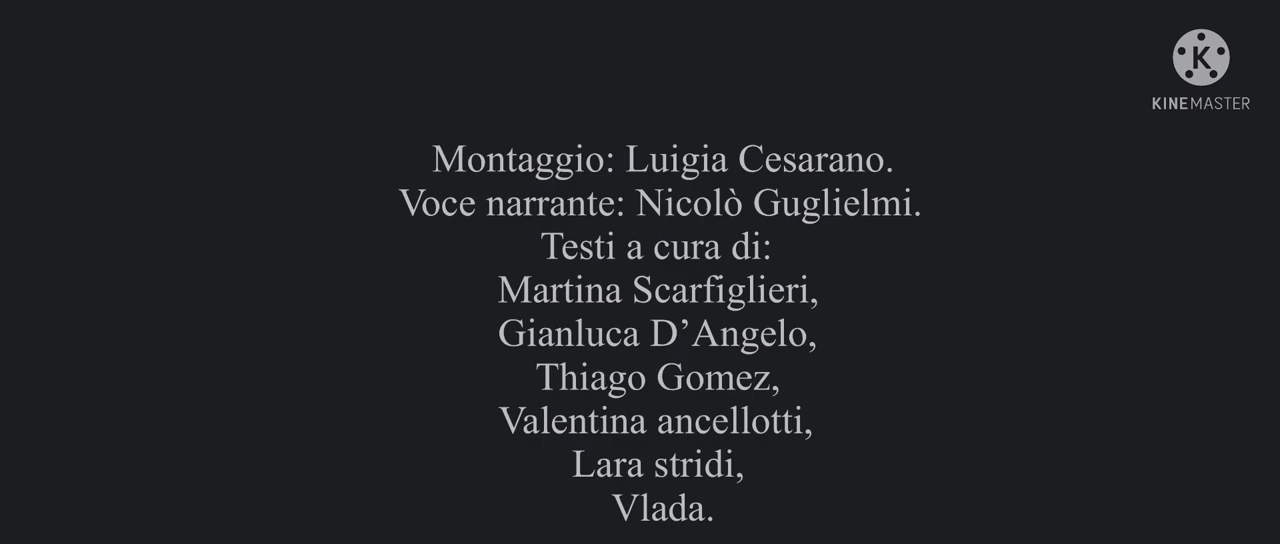 K
KINEMASTER
Montaggio: Luigia Cesarano.
Voce narrante: Nicolò Guglielmi.
Testi a cura di:
Martina Scarfiglieri,
Gianluca D’Angelo,
Thiago Gomez,
Valentina ancellotti,
Lara stridi,
Vlada.